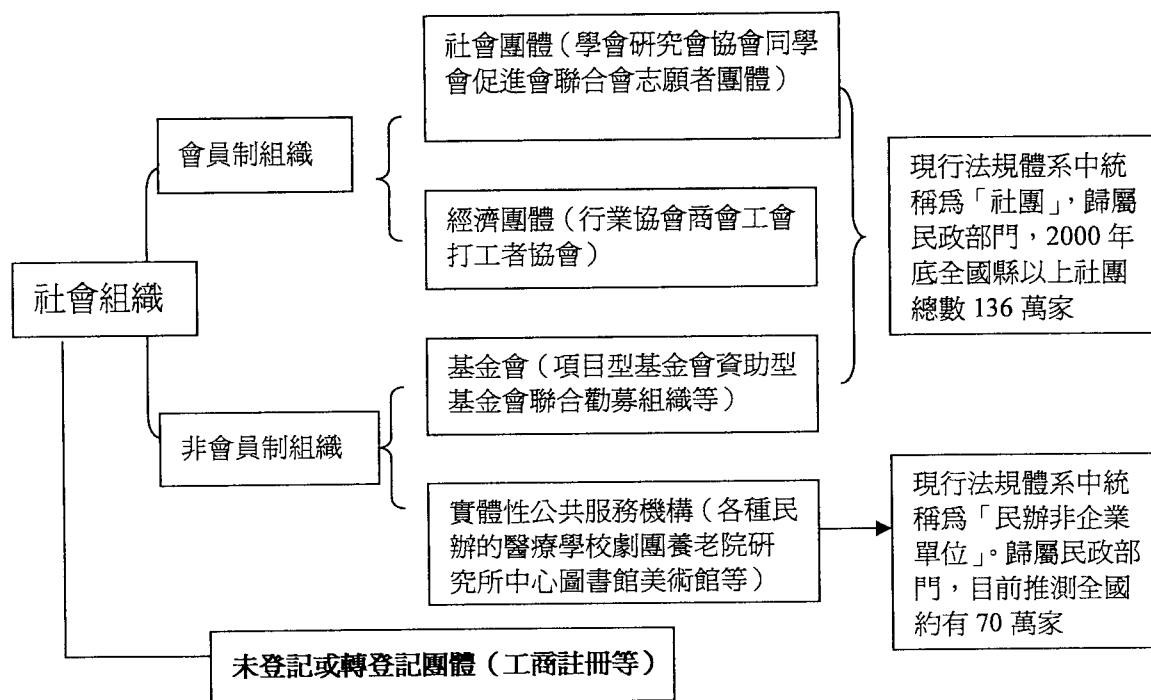 社會團體（學會研究會協會同學
會促進會聯合會志願者團體）
會員制組織
經濟團體（行業協會商會工會
打工者協會）
現行法規體系中統
稱爲「社團」，歸屬
民政部門，2000 年
底全國縣以上社團
總數 136 萬家
社會組織
基金會（項目型基金會資助型
基金會聯合勸募組織等）
非會員制組織
實體性公共服務機構（各種民
辦的醫療學校劇團養老院研
究所中心圖書館美術館等）
現行法規體系中統
稱爲「民辦非企業
單位」。歸屬民政部
門，目前推測全國
約有 70 萬家
未登記或轉登記團體（工商註冊等）